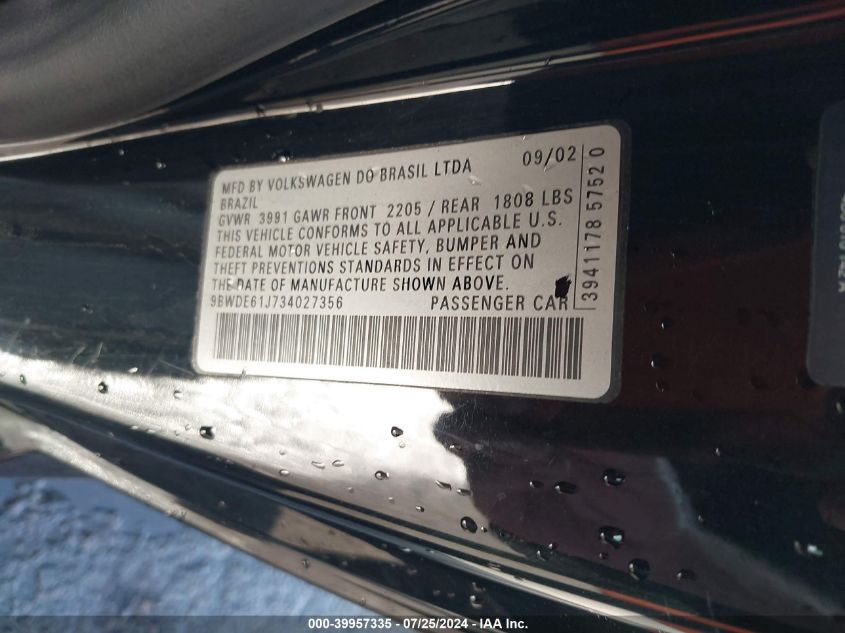 MFD BY VOLKSWAGEN DO BRASIL LTDA 09/02
BRAZIL
GVWR 3991 GAWR FRONT 2205 / REAR 1808 LBS
THIS VEHICLE CONFORMS TO ALL APPLICABLE U.S.
FEDERAL MOTOR VEHICLE SAFETY, BUMPER AND
THEFT PREVENTIONS STANDARDS IN EFFECT ON
THE DATE OF MANUFACTURE SHOWN ABOVE.
9BWDE61J734027356 PASSENGER CAR
3941178 57520
000-39957335 - 07/25/2024 - IAA Inc.